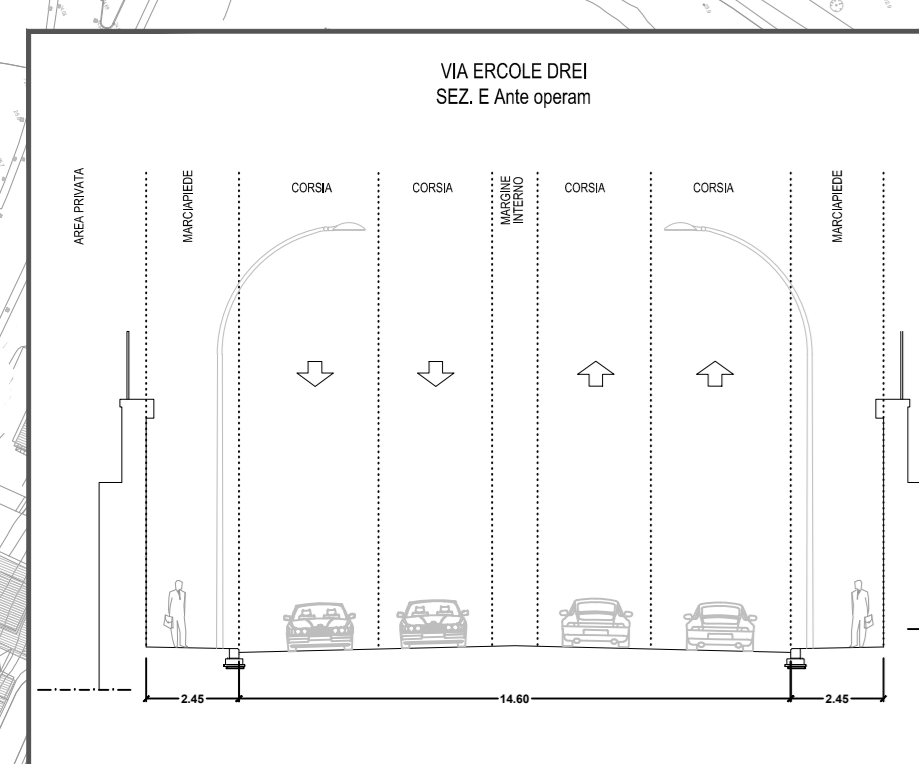 VIA ERCOLE DREI
SEZ. E Ante operam
AREA PRIVATA
MARCIAPIEDE
CORSIA
CORSIA
MARGINE
INTERNO
CORSIA
CORSIA
MARCIAPIEDE
2.45
14.60
2.45